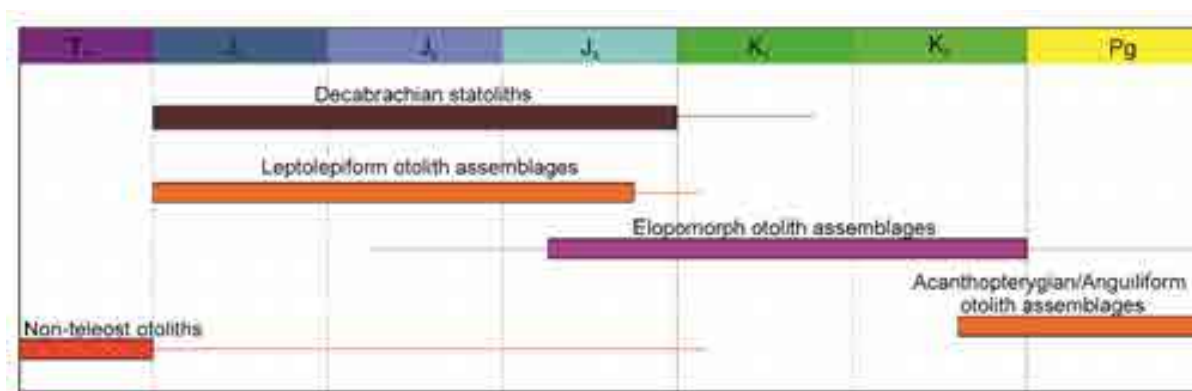 T J J J K K Pg
Decabrachian statoliths
Leptolepiform otolith assemblages
Elopomorph otolith assemblages
Acanthopterygian/Anguiliform
otolith assemblages
Non-teleost otoliths